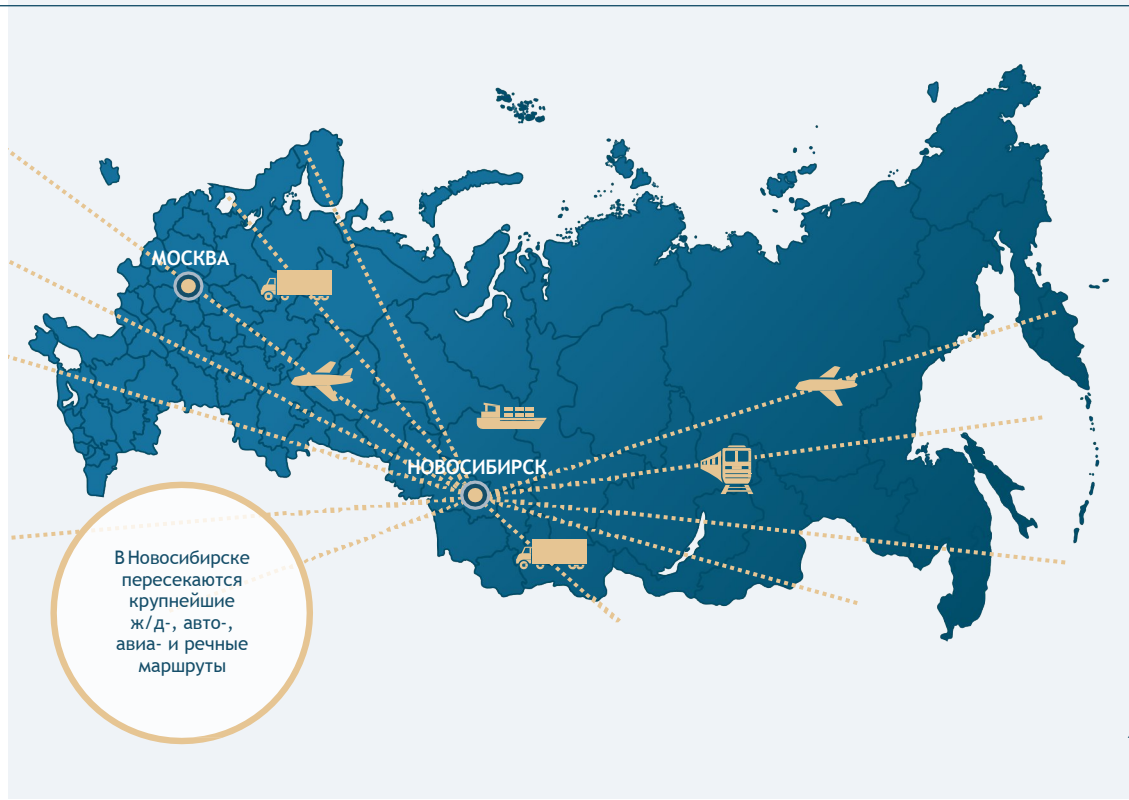 МОСКВА
НОВОСИБИРСК
В Новосибирске
пересекаются
крупнейшие
ж/д-, авто-,
авиа- и речные
маршруты